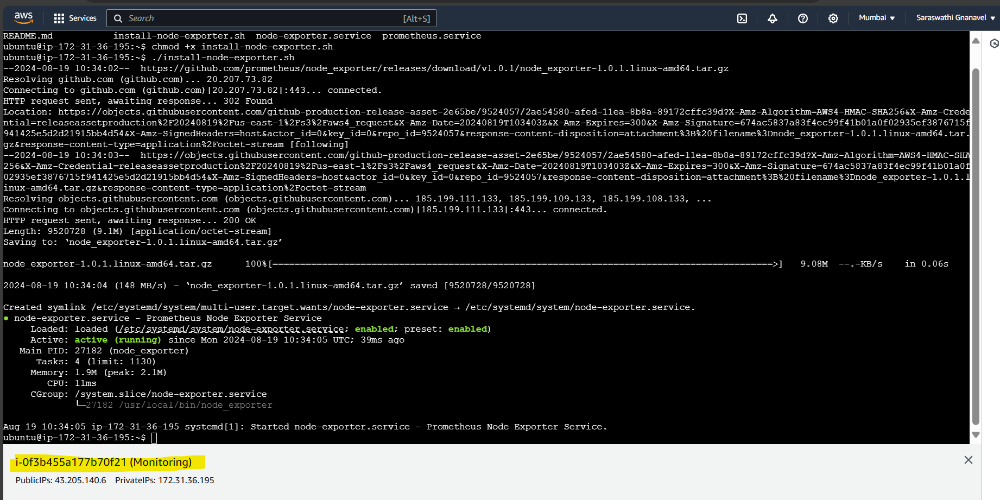 aws
Services
Search [Alt+S]
Mumbai ▼
Saraswathi Gnanavel ▼
README.md install-node-exporter.sh node-exporter.service prometheus.service
ubuntu@ip-172-31-36-195:~$ chmod +x install-node-exporter.sh
ubuntu@ip-172-31-36-195:~$ ./install-node-exporter.sh
--2024-08-19 10:34:02-- https://github.com/prometheus/node_exporter/releases/download/v1.0.1/node_exporter-1.0.1.linux-amd64.tar.gz
Resolving github.com (github.com)... 20.207.73.82
Connecting to github.com (github.com)|20.207.73.82|:443... connected.
HTTP request sent, awaiting response... 302 Found
Location: https://objects.githubusercontent.com/github-production-release-asset-2e65be/9524057/2ae54580-afed-11ea-8b8a-89172cffc39d?X-Amz-Algorithm=AWS4-HMAC-SHA256&X-Amz-Crede
ntial=releaseassetproduction%2F20240819%2Fus-east-1%2Fs3%2Faws4_request&X-Amz-Date=20240819T103403Z&X-Amz-Expires=300&X-Amz-Signature=674ac5837a83f4ec99f41b01a0f02935ef3876715f
941425e5d2d21915bb4d54&X-Amz-SignedHeaders=host&actor_id=0&key_id=0&repo_id=9524057&response-content-disposition=attachment%3B%20filename%3Dnode_exporter-1.0.1.linux-amd64.tar.
gz&response-content-type=application%2Foctet-stream [following]
--2024-08-19 10:34:03-- https://objects.githubusercontent.com/github-production-release-asset-2e65be/9524057/2ae54580-afed-11ea-8b8a-89172cffc39d?X-Amz-Algorithm=AWS4-HMAC-SHA
256&X-Amz-Credential=releaseassetproduction%2F20240819%2Fus-east-1%2Fs3%2Faws4_request&X-Amz-Date=20240819T103403Z&X-Amz-Expires=300&X-Amz-Signature=674ac5837a83f4ec99f41b01a0f
02935ef3876715f941425e5d2d21915bb4d54&X-Amz-SignedHeaders=host&actor_id=0&key_id=0&repo_id=9524057&response-content-disposition=attachment%3B%20filename%3Dnode_exporter-1.0.1.l
inux-amd64.tar.gz&response-content-type=application%2Foctet-stream
Resolving objects.githubusercontent.com (objects.githubusercontent.com)... 185.199.111.133, 185.199.109.133, 185.199.108.133, ...
Connecting to objects.githubusercontent.com (objects.githubusercontent.com)|185.199.111.133|:443... connected.
HTTP request sent, awaiting response... 200 OK
Length: 9520728 (9.1M) [application/octet-stream]
Saving to: ‘node_exporter-1.0.1.linux-amd64.tar.gz’
node_exporter-1.0.1.linux-amd64.tar.gz 100%[===========================================================================================>] 9.08M --.-KB/s in 0.06s
2024-08-19 10:34:04 (148 MB/s) - ‘node_exporter-1.0.1.linux-amd64.tar.gz’ saved [9520728/9520728]
Created symlink /etc/systemd/system/multi-user.target.wants/node-exporter.service → /etc/systemd/system/node-exporter.service.
● node-exporter.service - Prometheus Node Exporter Service
Loaded: loaded (/etc/systemd/system/node-exporter.service; enabled; preset: enabled)
Active: active (running) since Mon 2024-08-19 10:34:05 UTC; 39ms ago
Main PID: 27182 (node_exporter)
Tasks: 4 (limit: 1130)
Memory: 1.9M (peak: 2.1M)
CPU: 11ms
CGroup: /system.slice/node-exporter.service
└─27182 /usr/local/bin/node_exporter
Aug 19 10:34:05 ip-172-31-36-195 systemd[1]: Started node-exporter.service - Prometheus Node Exporter Service.
ubuntu@ip-172-31-36-195:~$
i-0f3b455a177b70f21 (Monitoring)
PublicIPs: 43.205.140.6 PrivateIPs: 172.31.36.195